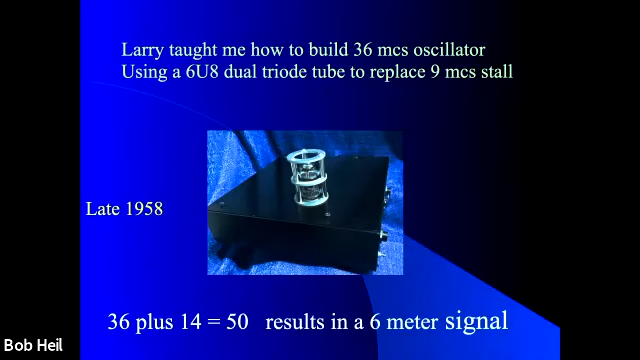 Larry taught me how to build 36 mcs oscillator
Using a 6U8 dual triode tube to replace 9 mcs stall
Late 1958
36 plus 14 = 50 results in a 6 meter signal
Bob Heil